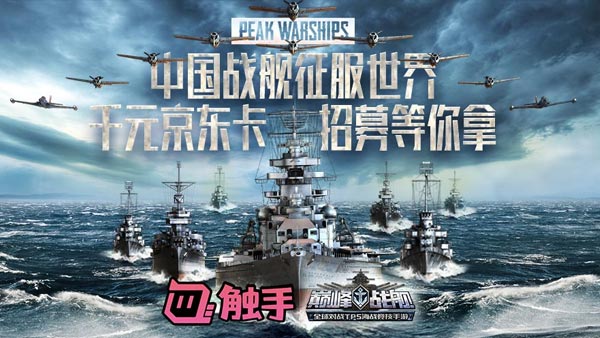 PEAK WARSHIPS
中国战舰征服世界
千元京东卡 招募等你拿
触手
巅峰战舰
全球对战TPS海战竞技手游